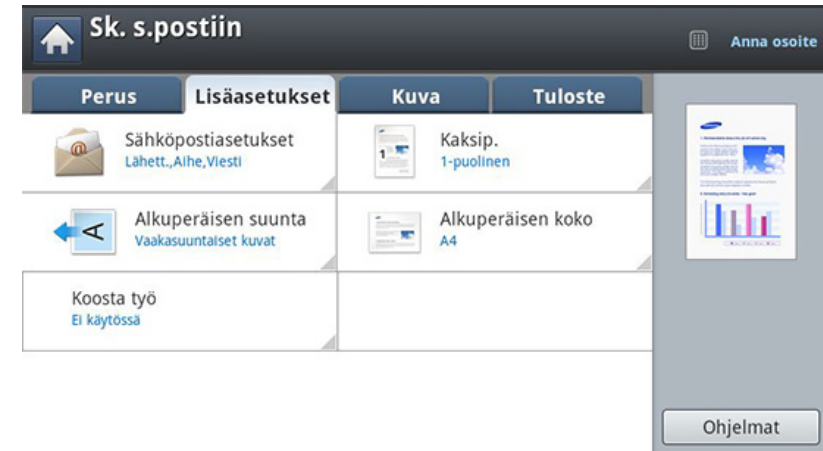 Sk. s.postiin
Anna osoite
Perus
Lisäasetukset
Kuva
Tuloste
Sähköpostiasetukset
Lähett.,Aihe,Viesti
Kaksip.
1-puolinen
Alkuperäisen suunta
Vaakasuuntaiset kuvat
Alkuperäisen koko
A4
Koosta työ
Ei käytössä
Ohjelmat